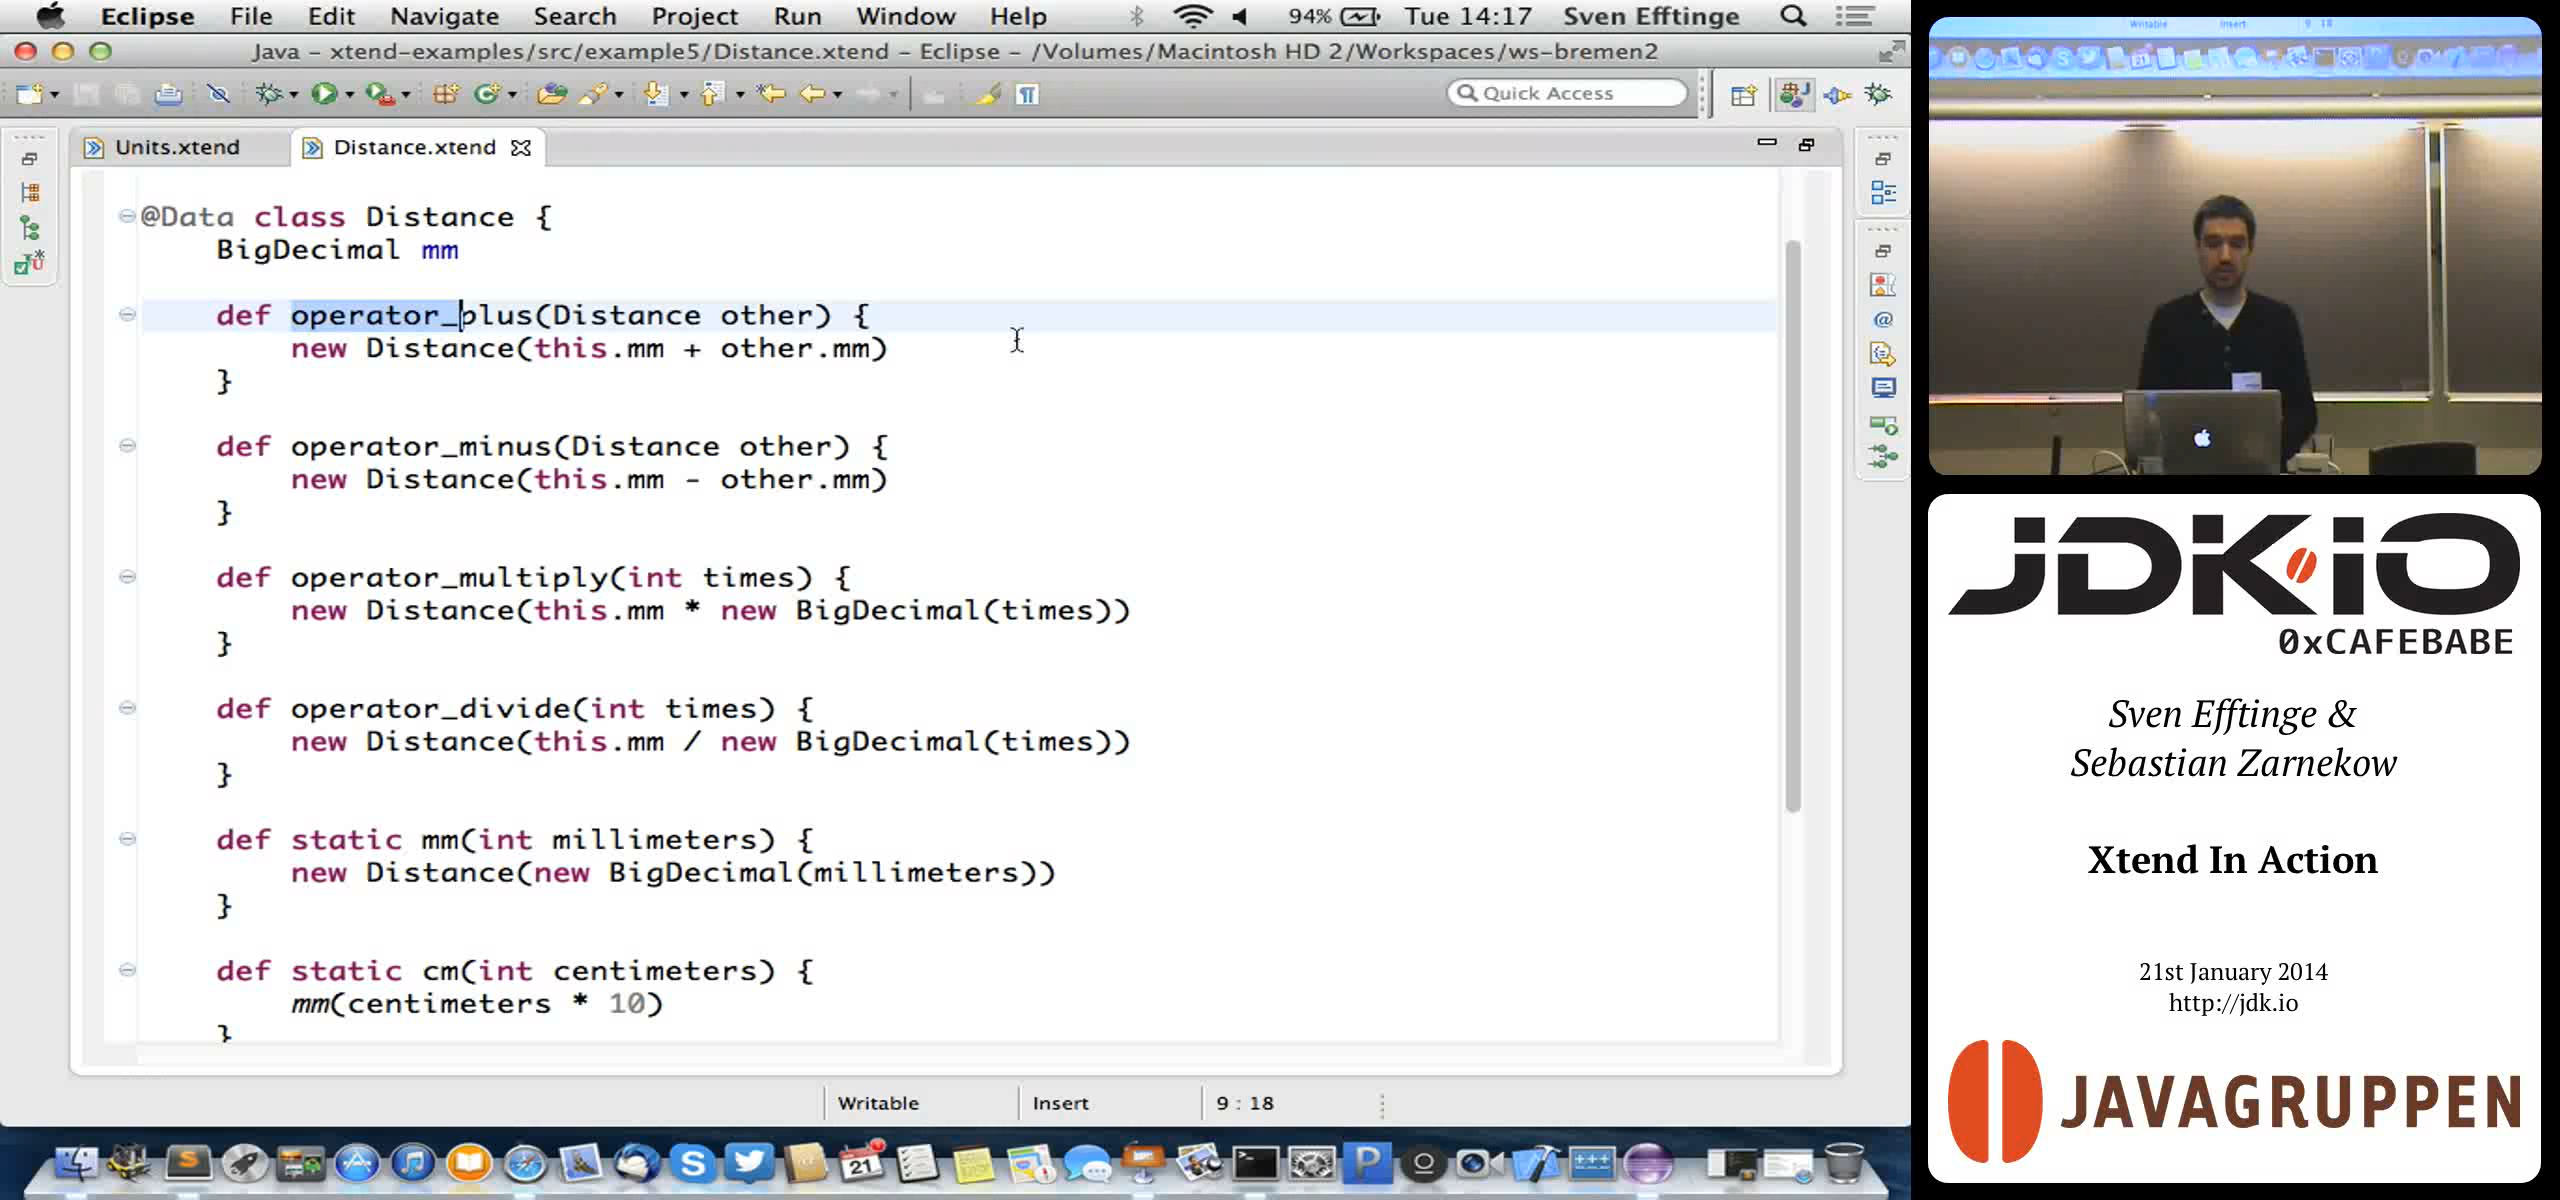 Eclipse File Edit Navigate Search Project Run Window Help 94% Tue 14:17 Sven Efftinge
Java – xtend-examples/src/example5/Distance.xtend – Eclipse – /Volumes/Macintosh HD 2/Workspaces/ws-bremen2
Quick Access
Units.xtend Distance.xtend
@Data class Distance {
BigDecimal mm
def operator_plus(Distance other) {
new Distance(this.mm + other.mm)
}
def operator_minus(Distance other) {
new Distance(this.mm - other.mm)
}
def operator_multiply(int times) {
new Distance(this.mm * new BigDecimal(times))
}
def operator_divide(int times) {
new Distance(this.mm / new BigDecimal(times))
}
def static mm(int millimeters) {
new Distance(new BigDecimal(millimeters))
}
def static cm(int centimeters) {
mm(centimeters * 10)
}
Writable Insert 9 : 18
21
Writable Insert 9 18
JDK.IO
0xCAFEBABE
Sven Efftinge &
Sebastian Zarnekow
Xtend In Action
21st January 2014
http://jdk.io
JAVAGRUPPEN